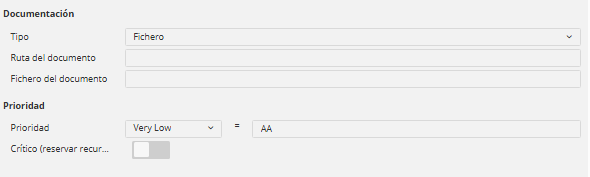 Documentación
Tipo Fichero
Ruta del documento
Fichero del documento
Prioridad
Prioridad Very Low = AA
Crítico (reservar recur...